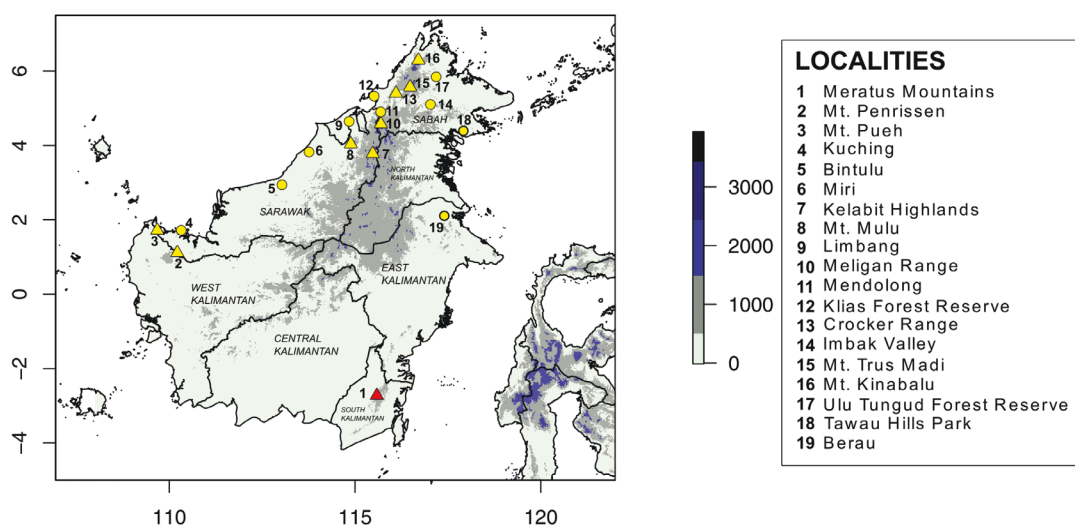 6
4
2
0
−2
−4
110
115
120
16
15
17
12
13
14
11
SABAH
18
9
10
6
8
7
NORTH
KALIMANTAN
5
SARAWAK
19
4
3
2
EAST
KALIMANTAN
WEST
KALIMANTAN
CENTRAL
KALIMANTAN
1
SOUTH
KALIMANTAN
3000
2000
1000
0
LOCALITIES
1 Meratus Mountains
2 Mt. Penrissen
3 Mt. Pueh
4 Kuching
5 Bintulu
6 Miri
7 Kelabit Highlands
8 Mt. Mulu
9 Limbang
10 Meligan Range
11 Mendolong
12 Klias Forest Reserve
13 Crocker Range
14 Imbak Valley
15 Mt. Trus Madi
16 Mt. Kinabalu
17 Ulu Tungud Forest Reserve
18 Tawau Hills Park
19 Berau